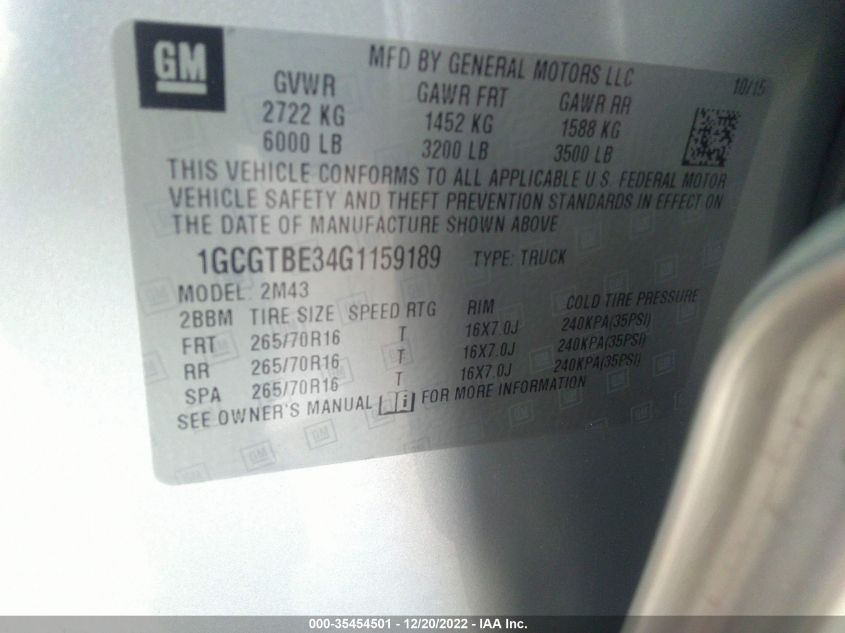 GM
MFD BY GENERAL MOTORS LLC
10/15
GVWR GAWR FRT GAWR RR
2722 KG 1452 KG 1588 KG
6000 LB 3200 LB 3500 LB
THIS VEHICLE CONFORMS TO ALL APPLICABLE U.S. FEDERAL MOTOR
VEHICLE SAFETY AND THEFT PREVENTION STANDARDS IN EFFECT ON
THE DATE OF MANUFACTURE SHOWN ABOVE
1GCGTBE34G1159189 TYPE: TRUCK
MODEL: 2M43
2BBM TIRE SIZE SPEED RTG RIM COLD TIRE PRESSURE
FRT 265/70R16 T 16X7.0J 240KPA(35PSI)
RR 265/70R16 T 16X7.0J 240KPA(35PSI)
SPA 265/70R16 T 16X7.0J 240KPA(35PSI)
SEE OWNER'S MANUAL i FOR MORE INFORMATION
000-35454501 - 12/20/2022 - IAA Inc.